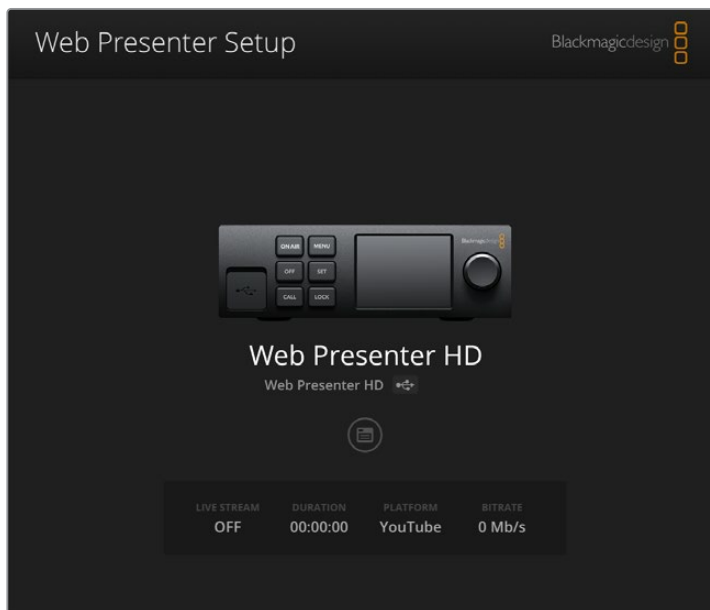 Web Presenter Setup
Blackmagicdesign
Blackmagicdesign
ON AIR MENU
OFF SET
CALL LOCK
Web Presenter HD
Web Presenter HD
LIVE STREAM DURATION PLATFORM BITRATE
OFF 00:00:00 YouTube 0 Mb/s